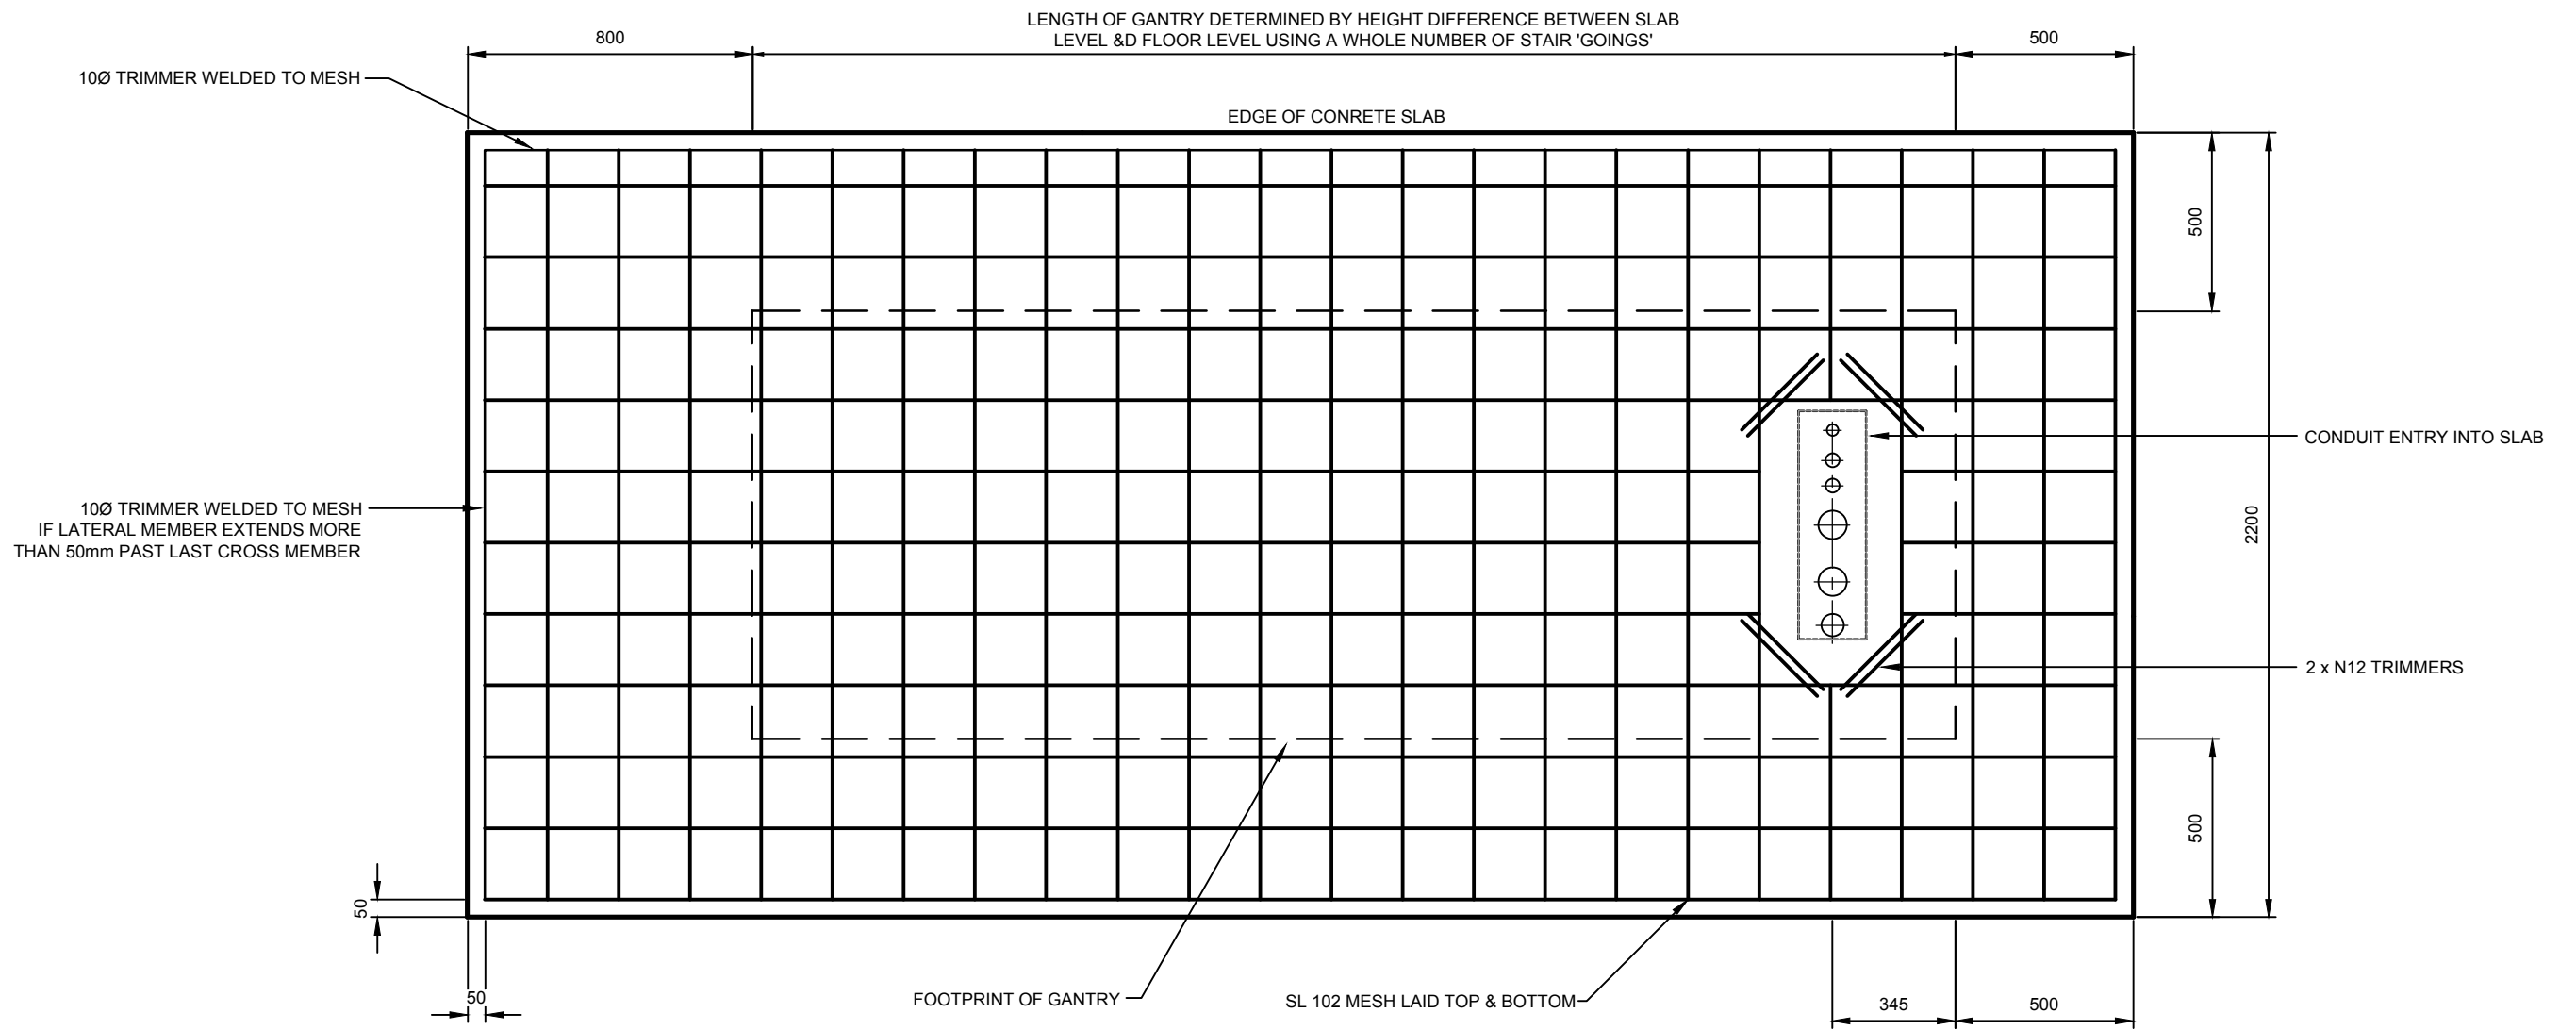 LENGTH OF GANTRY DETERMINED BY HEIGHT DIFFERENCE BETWEEN SLAB
LEVEL &D FLOOR LEVEL USING A WHOLE NUMBER OF STAIR 'GOINGS'
800
500
10Ø TRIMMER WELDED TO MESH
EDGE OF CONRETE SLAB
500
CONDUIT ENTRY INTO SLAB
10Ø TRIMMER WELDED TO MESH
IF LATERAL MEMBER EXTENDS MORE
THAN 50mm PAST LAST CROSS MEMBER
2200
2 x N12 TRIMMERS
500
50
50
FOOTPRINT OF GANTRY
SL 102 MESH LAID TOP & BOTTOM
345
500